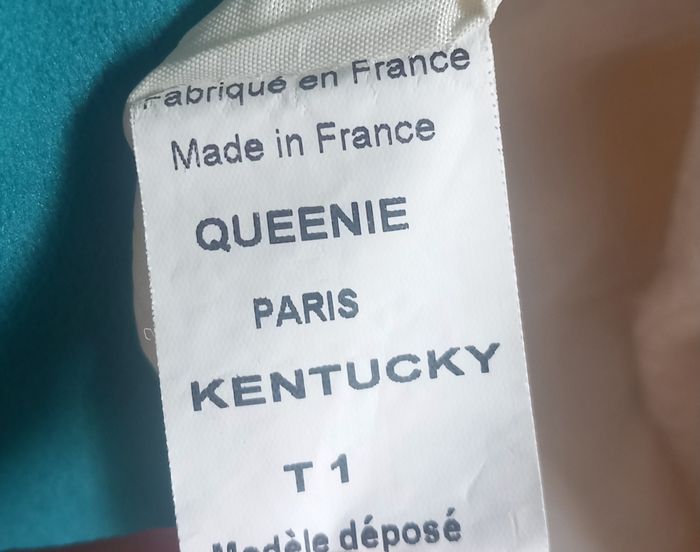 Fabriqué en France
Made in France
QUEENIE
PARIS
KENTUCKY
T 1
Modèle déposé